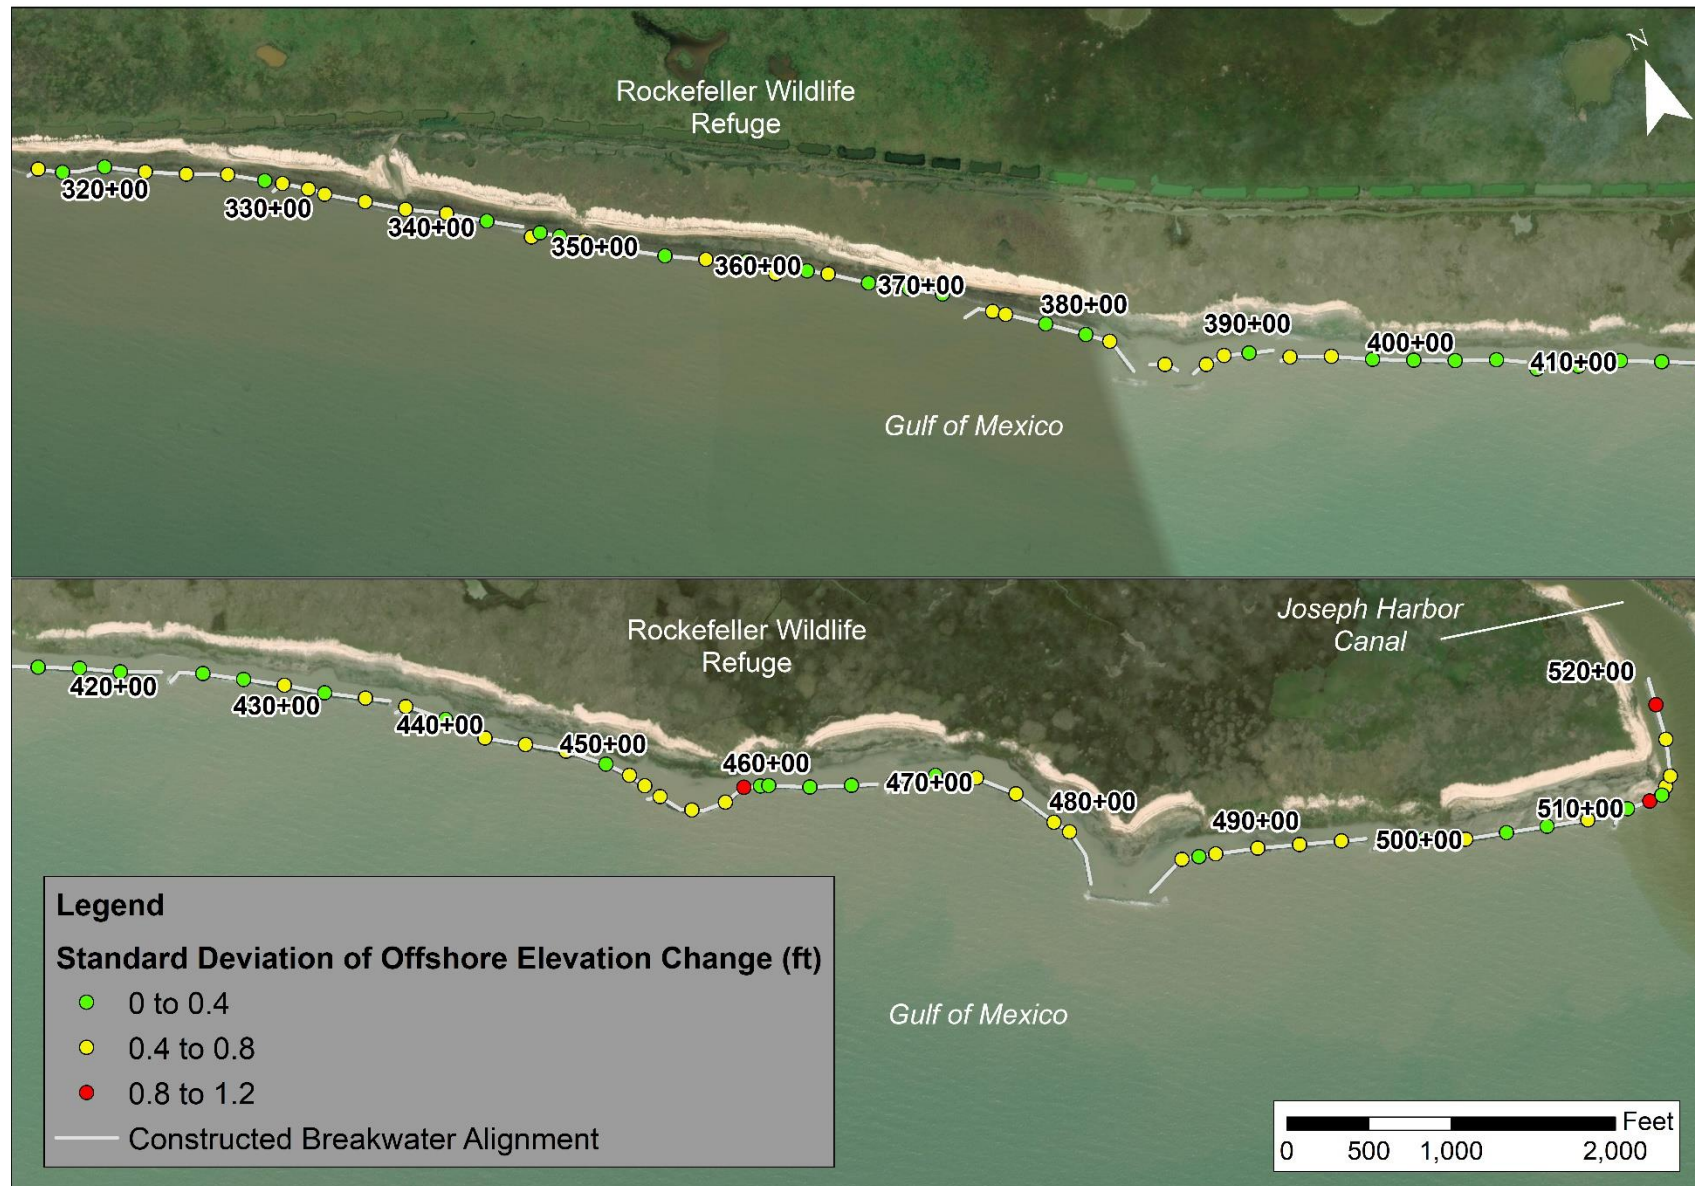 N
Rockefeller Wildlife
Refuge
320+00
330+00
340+00
350+00
360+00
370+00
380+00
390+00
400+00
410+00
Gulf of Mexico
Rockefeller Wildlife
Refuge
Joseph Harbor
Canal
420+00
430+00
440+00
450+00
460+00
470+00
480+00
490+00
500+00
510+00
520+00
Gulf of Mexico
Legend
Standard Deviation of Offshore Elevation Change (ft)
0 to 0.4
0.4 to 0.8
0.8 to 1.2
Constructed Breakwater Alignment
Feet
0 500 1,000 2,000